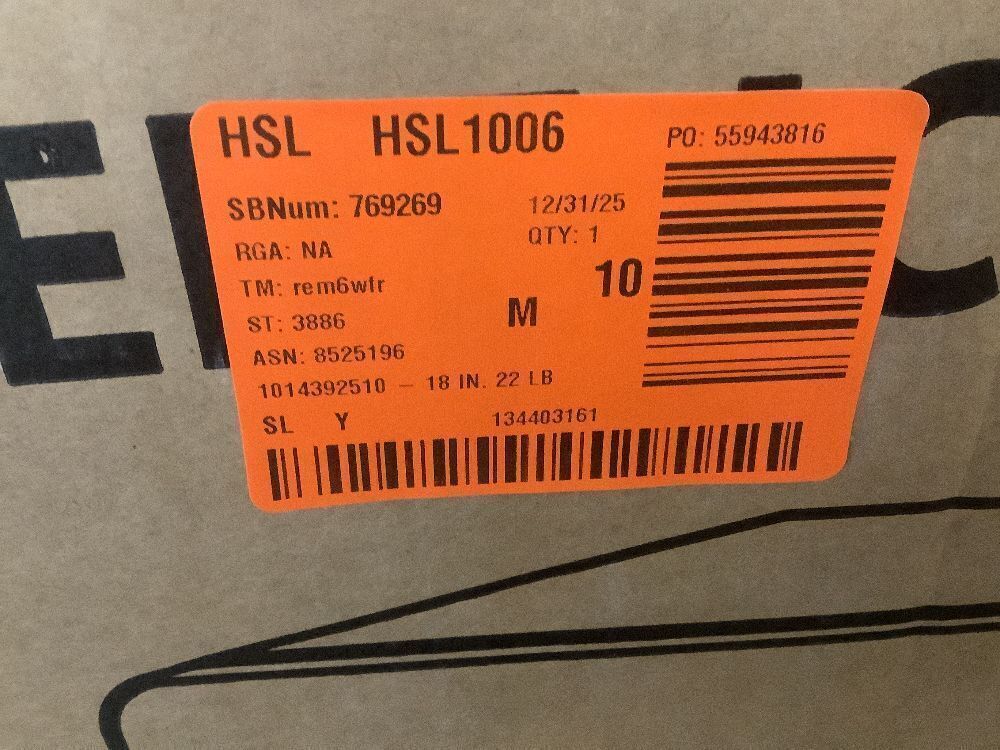 HSL HSL1006 PO: 55943816
SBNum: 769269 12/31/25
RGA: NA QTY: 1
TM: rem6wfr 10
ST: 3886 M
ASN: 8525196
1014392510 – 18 IN. 22 LB
SL Y 134403161